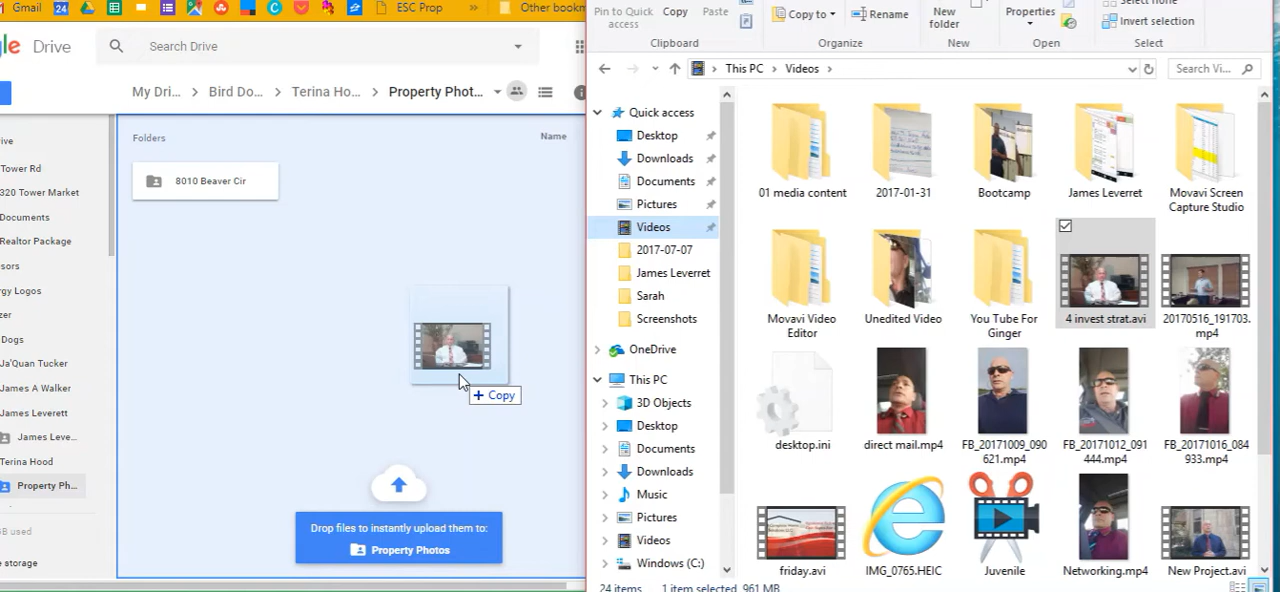 Gmail
24
ESC Prop
»
Other bookm
gle Drive
Search Drive
My Dri... > Bird Do... > Terina Ho... > Property Phot...
Folders
Name
8010 Beaver Cir
rive
Tower Rd
320 Tower Market
Documents
Realtor Package
sors
rgy Logos
zer
Dogs
Ja'Quan Tucker
James A Walker
James Leverett
James Leve...
Terina Hood
Property Ph...
GB used
e storage
+ Copy
Drop files to instantly upload them to:
Property Photos
Pin to Quick access
Copy
Paste
Clipboard
Copy to
Rename
Organize
New folder
New
Properties
Open
Select none
Invert selection
Select
This PC > Videos >
Search Vi...
Quick access
Desktop
Downloads
Documents
Pictures
Videos
2017-07-07
James Leverret
Sarah
Screenshots
OneDrive
This PC
3D Objects
Desktop
Documents
Downloads
Music
Pictures
Videos
Windows (C:)
01 media content
2017-01-31
Bootcamp
James Leverret
Movavi Screen
Capture Studio
Movavi Video
Editor
Unedited Video
You Tube For
Ginger
4 invest strat.avi
20170516_191703.
mp4
desktop.ini
direct mail.mp4
FB_20171009_090
621.mp4
FB_20171012_091
444.mp4
FB_20171016_084
933.mp4
friday.avi
IMG_0765.HEIC
Juvenile
Networking.mp4
New Project.avi
24 items
1 item selected 961 MB